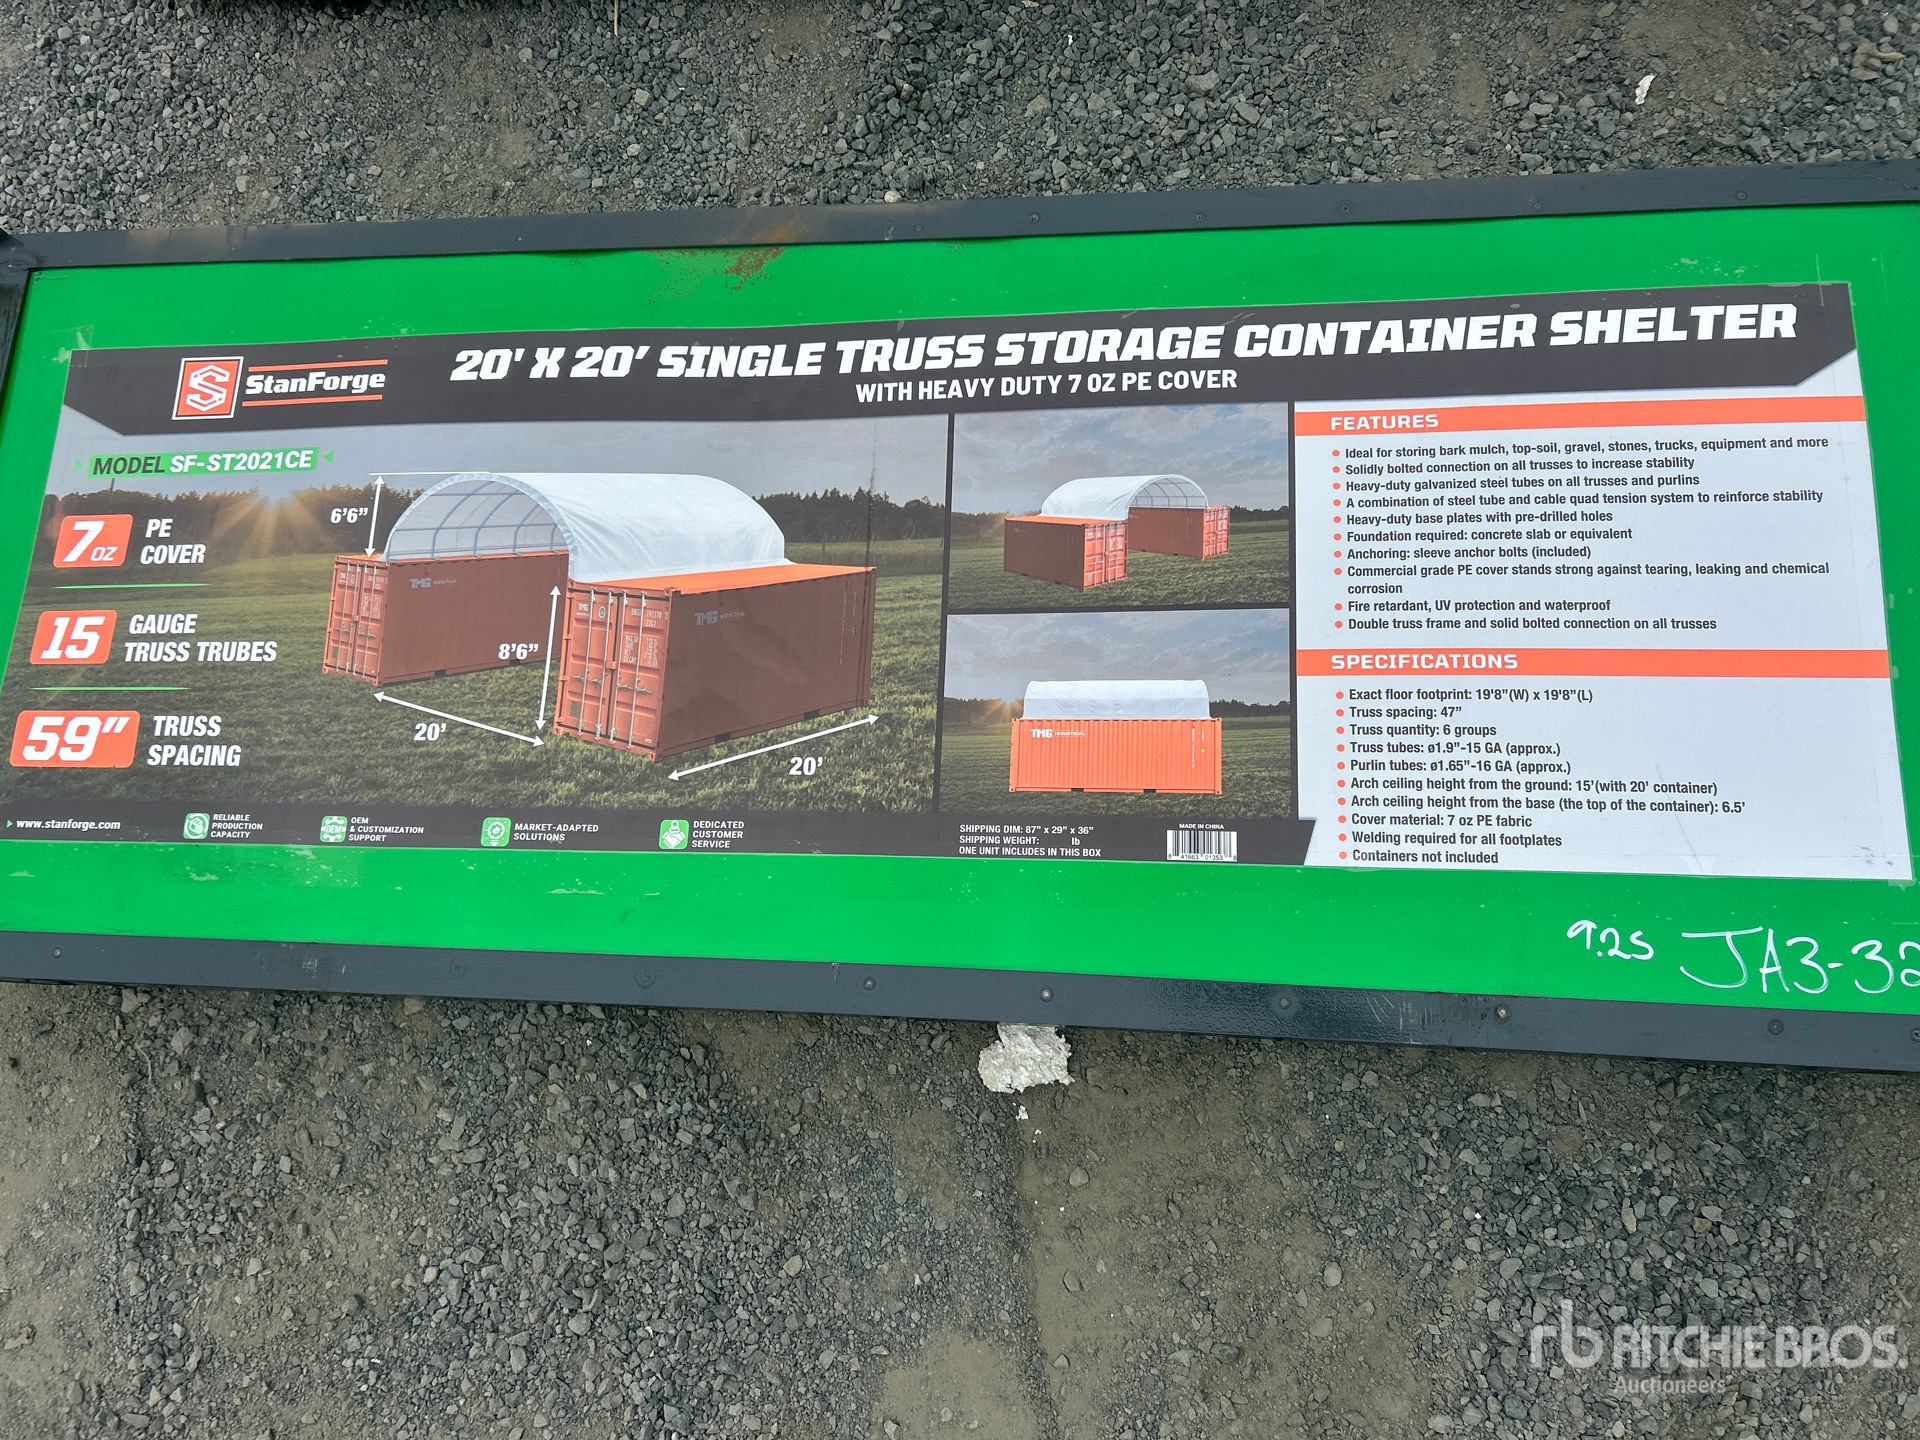 StanForge
20' X 20' SINGLE TRUSS STORAGE CONTAINER SHELTER
WITH HEAVY DUTY 7 OZ PE COVER
MODEL SF-ST2021CE
7 OZ
PE
COVER
15
GAUGE
TRUSS TRUBES
59"
TRUSS
SPACING
6'6"
8'6"
20'
20'
TMG
TMG
TMG INDUSTRIAL
www.stanforge.com
RELIABLE
PRODUCTION
CAPACITY
OEM
OEM
& CUSTOMIZATION
SUPPORT
MARKET-ADAPTED
SOLUTIONS
DEDICATED
CUSTOMER
SERVICE
SHIPPING DIM: 87" x 29" x 36"
SHIPPING WEIGHT: lb
ONE UNIT INCLUDES IN THIS BOX
MADE IN CHINA
8 41663 01353 8
FEATURES
Ideal for storing bark mulch, top-soil, gravel, stones, trucks, equipment and more
Solidly bolted connection on all trusses to increase stability
Heavy-duty galvanized steel tubes on all trusses and purlins
A combination of steel tube and cable quad tension system to reinforce stability
Heavy-duty base plates with pre-drilled holes
Foundation required: concrete slab or equivalent
Anchoring: sleeve anchor bolts (included)
Commercial grade PE cover stands strong against tearing, leaking and chemical
corrosion
Fire retardant, UV protection and waterproof
Double truss frame and solid bolted connection on all trusses
SPECIFICATIONS
Exact floor footprint: 19'8"(W) x 19'8"(L)
Truss spacing: 47"
Truss quantity: 6 groups
Truss tubes: ø1.9"-15 GA (approx.)
Purlin tubes: ø1.65"-16 GA (approx.)
Arch ceiling height from the ground: 15'(with 20' container)
Arch ceiling height from the base (the top of the container): 6.5'
Cover material: 7 oz PE fabric
Welding required for all footplates
Containers not included
9.25 JA3-32
rb RITCHIE BROS.
Auctioneers